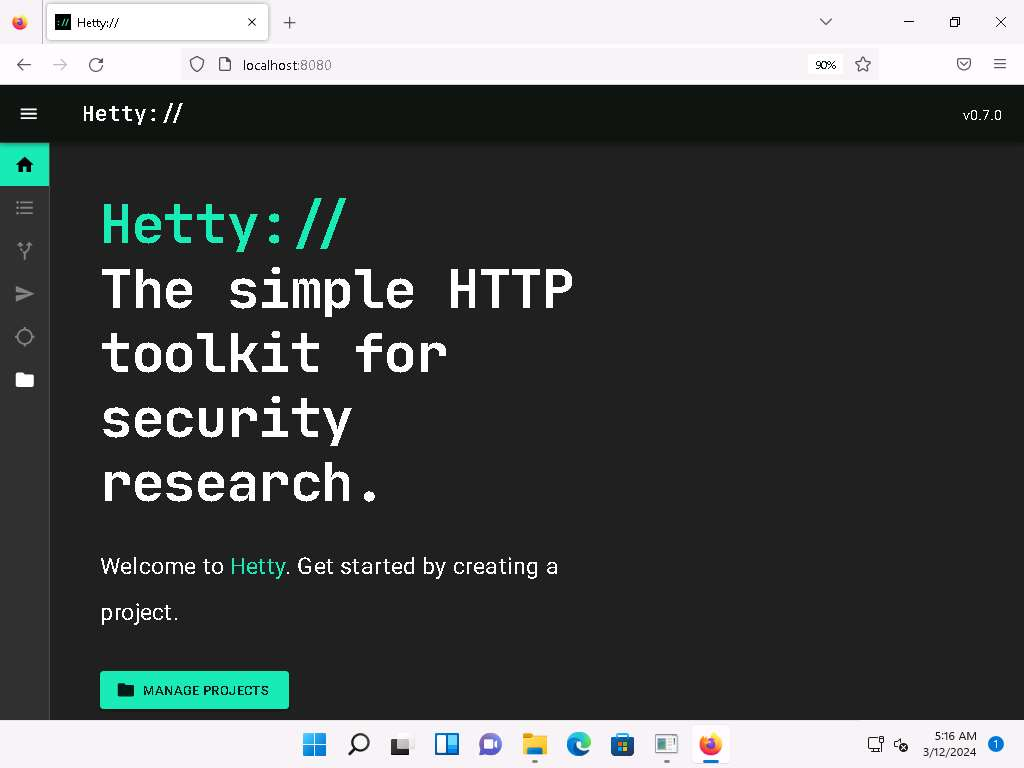 Hetty://
localhost:8080
90%
Hetty://
v0.7.0
Hetty://
The simple HTTP
toolkit for
security
research.
Welcome to Hetty. Get started by creating a
project.
MANAGE PROJECTS
5:16 AM
3/12/2024
1